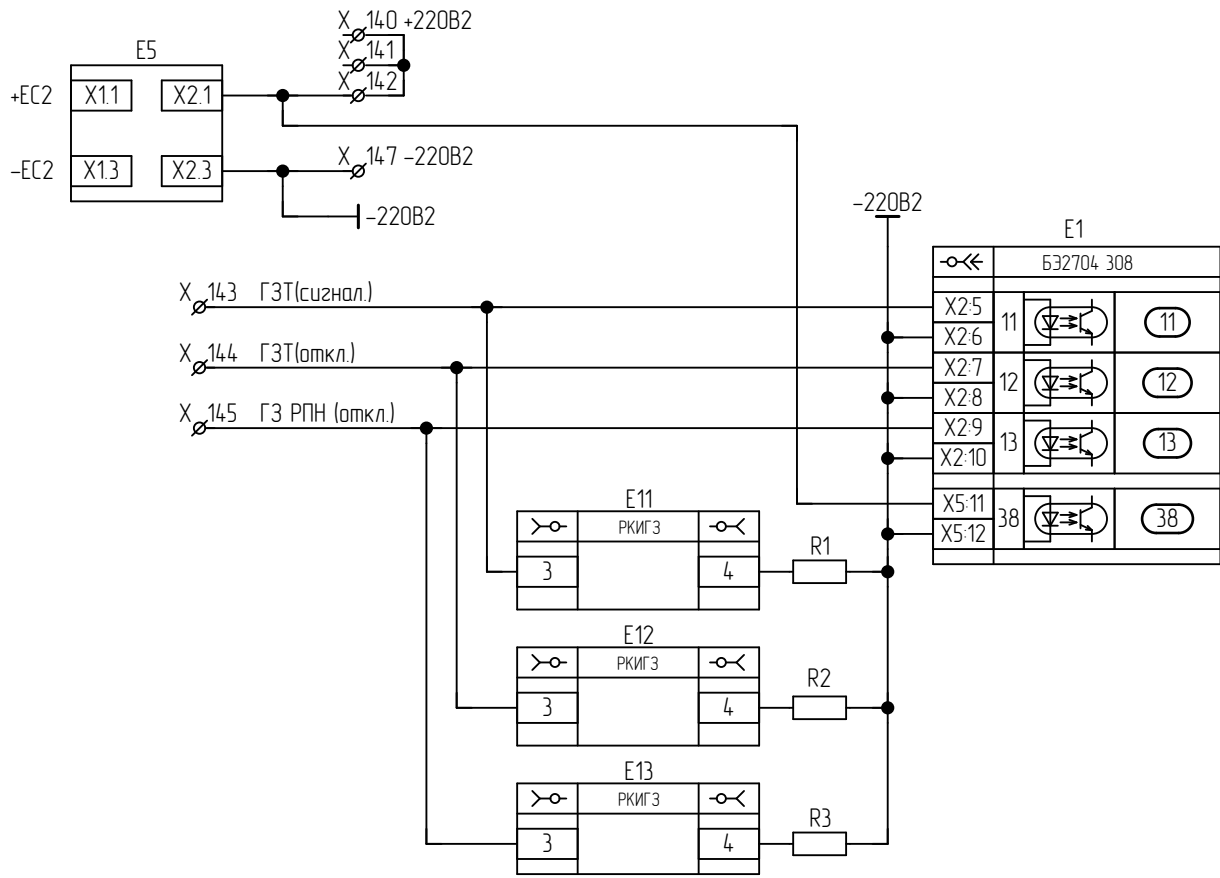 X 140 +220В2
X 141
X 142
E5
+ЕС2 X1.1 X2.1
-ЕС2 X1.3 X2.3
X 147 -220В2
-220В2
-220В2
E1
БЭ2704 308
X 143 ГЗТ(сигнал.)
X2:5
X2:6
11
11
X 144 ГЗТ(откл.)
X2:7
X2:8
12
12
X 145 ГЗ РПН (откл.)
X2:9
X2:10
13
13
X5:11
X5:12
38
38
E11
РКИГЗ
3
4
R1
E12
РКИГЗ
3
4
R2
E13
РКИГЗ
3
4
R3